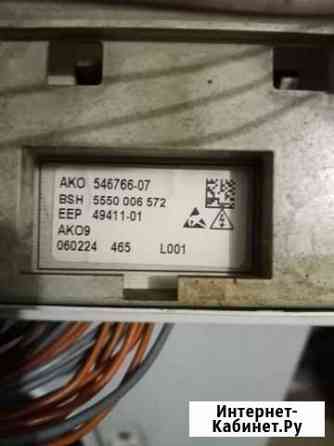 AKO 546766-07
BSH 5550 006 572
EEP 49411-01
AKO9
060224 465 L001
Интернет-
Кабинет.Ру